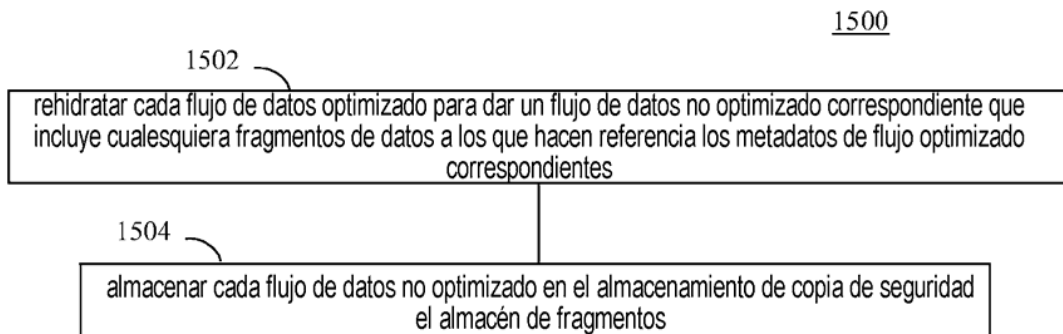 1500
1502
rehidratar cada flujo de datos optimizado para dar un flujo de datos no optimizado correspondiente que
incluye cualesquiera fragmentos de datos a los que hacen referencia los metadatos de flujo optimizado
correspondientes
1504
almacenar cada flujo de datos no optimizado en el almacenamiento de copia de seguridad
el almacén de fragmentos